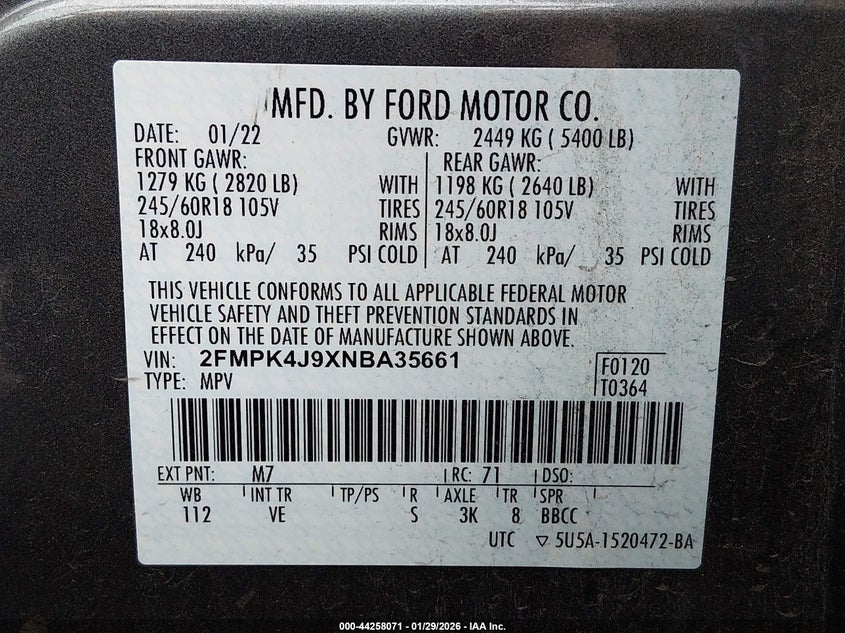 MFD. BY FORD MOTOR CO.
DATE: 01/22 GVWR: 2449 KG ( 5400 LB)
FRONT GAWR: REAR GAWR:
1279 KG ( 2820 LB) WITH 1198 KG ( 2640 LB) WITH
245/60R18 105V TIRES 245/60R18 105V TIRES
18x8.0J RIMS 18x8.0J RIMS
AT 240 kPa/ 35 PSI COLD AT 240 kPa/ 35 PSI COLD
THIS VEHICLE CONFORMS TO ALL APPLICABLE FEDERAL MOTOR
VEHICLE SAFETY AND THEFT PREVENTION STANDARDS IN
EFFECT ON THE DATE OF MANUFACTURE SHOWN ABOVE.
VIN: 2FMPK4J9XNBA35661 F0120
TYPE: MPV T0364
EXT PNT: M7 RC: 71 DSO:
WB INT TR TP/PS R AXLE TR SPR
112 VE S 3K 8 BBCC
UTC ▽ 5U5A-1520472-BA
000-44258071 - 01/29/2026 - IAA Inc.